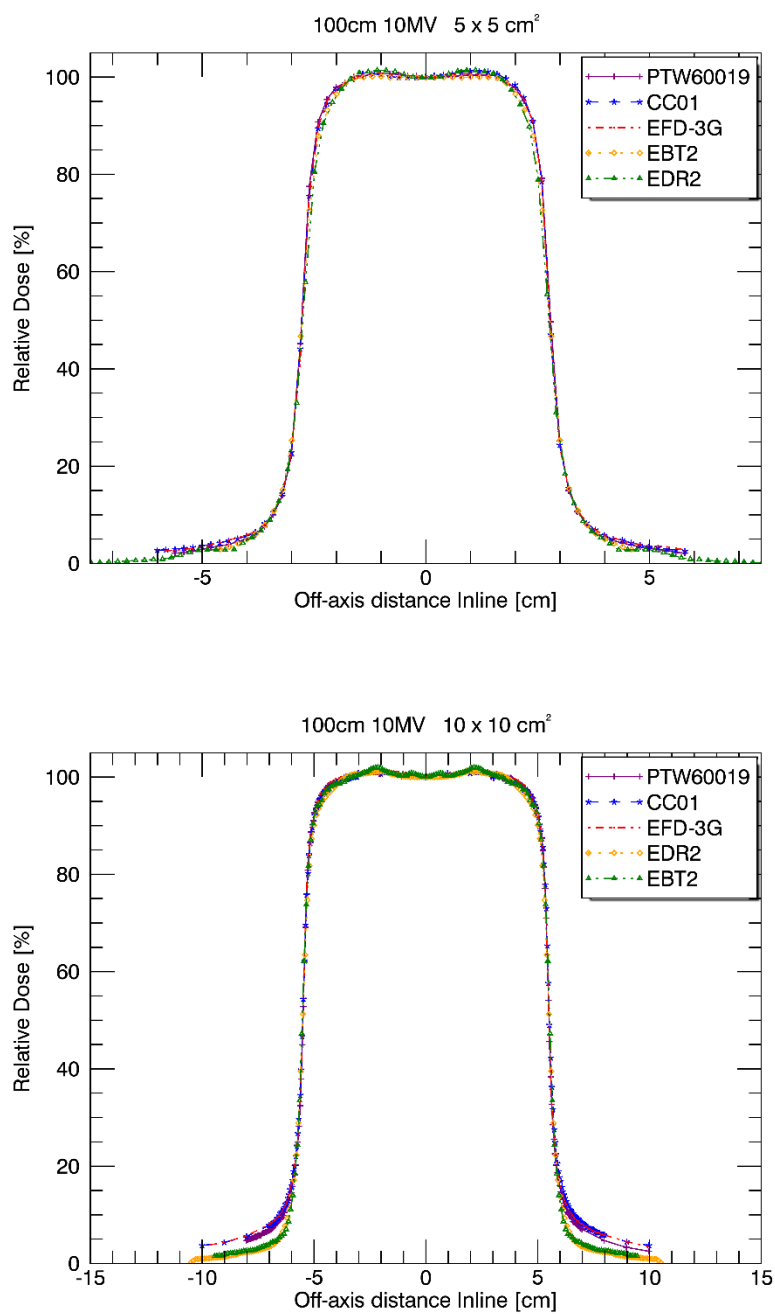 100cm 10MV 5 x 5 cm²
100
80
60
40
20
0
Relative Dose [%]
PTW60019
CC01
EFD-3G
EBT2
EDR2
-5 0 5
Off-axis distance Inline [cm]
100cm 10MV 10 x 10 cm²
100
80
60
40
20
0
Relative Dose [%]
PTW60019
CC01
EFD-3G
EDR2
EBT2
-15 -10 -5 0 5 10 15
Off-axis distance Inline [cm]